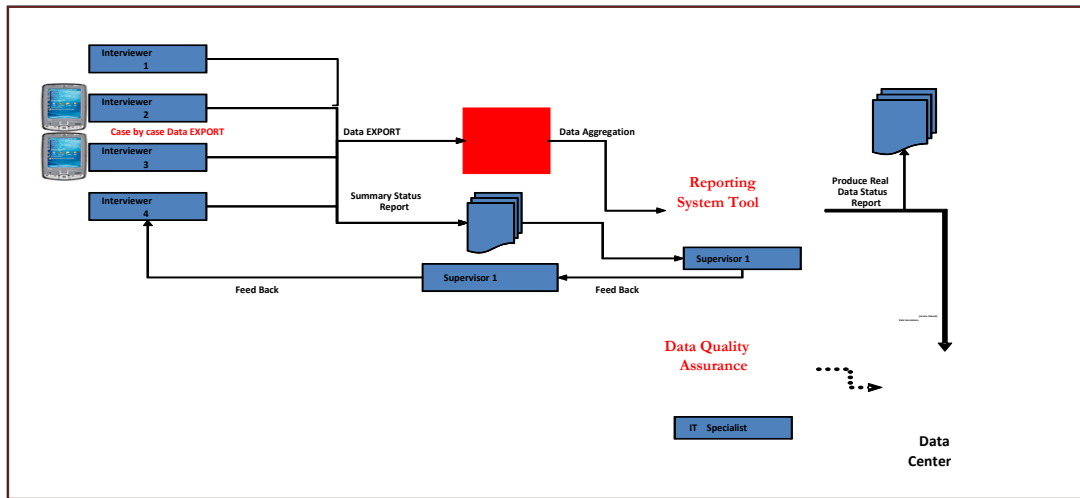 Interviewer
1
Interviewer
2
Case by case Data EXPORT
Interviewer
3
Interviewer
4
Data EXPORT
Data Aggregation
Summary Status
Report
Reporting
System Tool
Produce Real
Data Status
Report
Supervisor 1
Supervisor 1
Feed Back
Feed Back
Data Quality
Assurance
IT Specialist
Data
Center